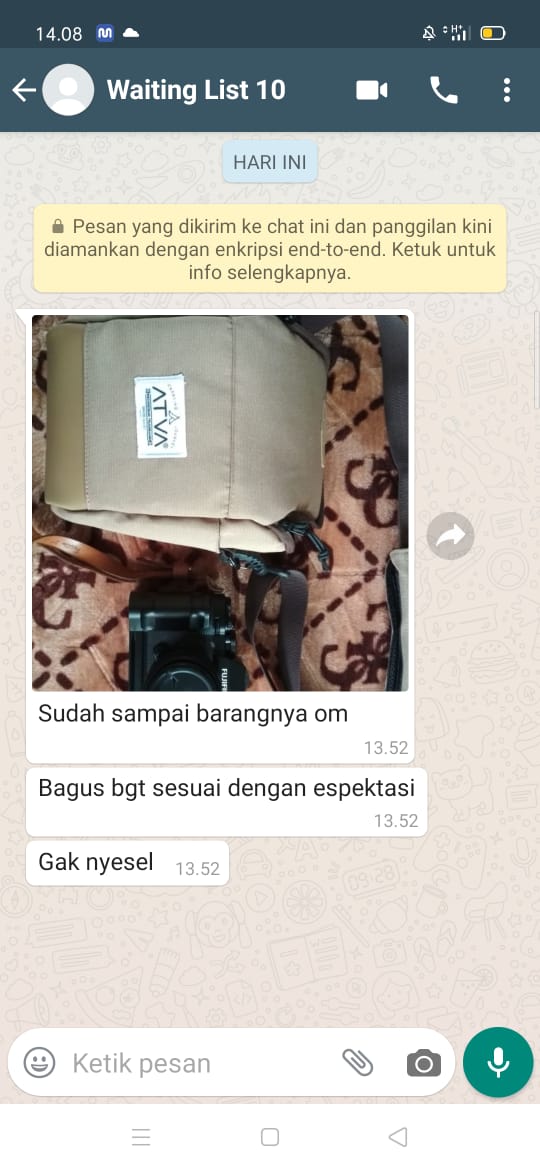 14.08
Waiting List 10
HARI INI
Pesan yang dikirim ke chat ini dan panggilan kini
diamankan dengan enkripsi end-to-end. Ketuk untuk
info selengkapnya.
ATVA
Sudah sampai barangnya om
13.52
Bagus bgt sesuai dengan espektasi
13.52
Gak nyesel 13.52
Ketik pesan